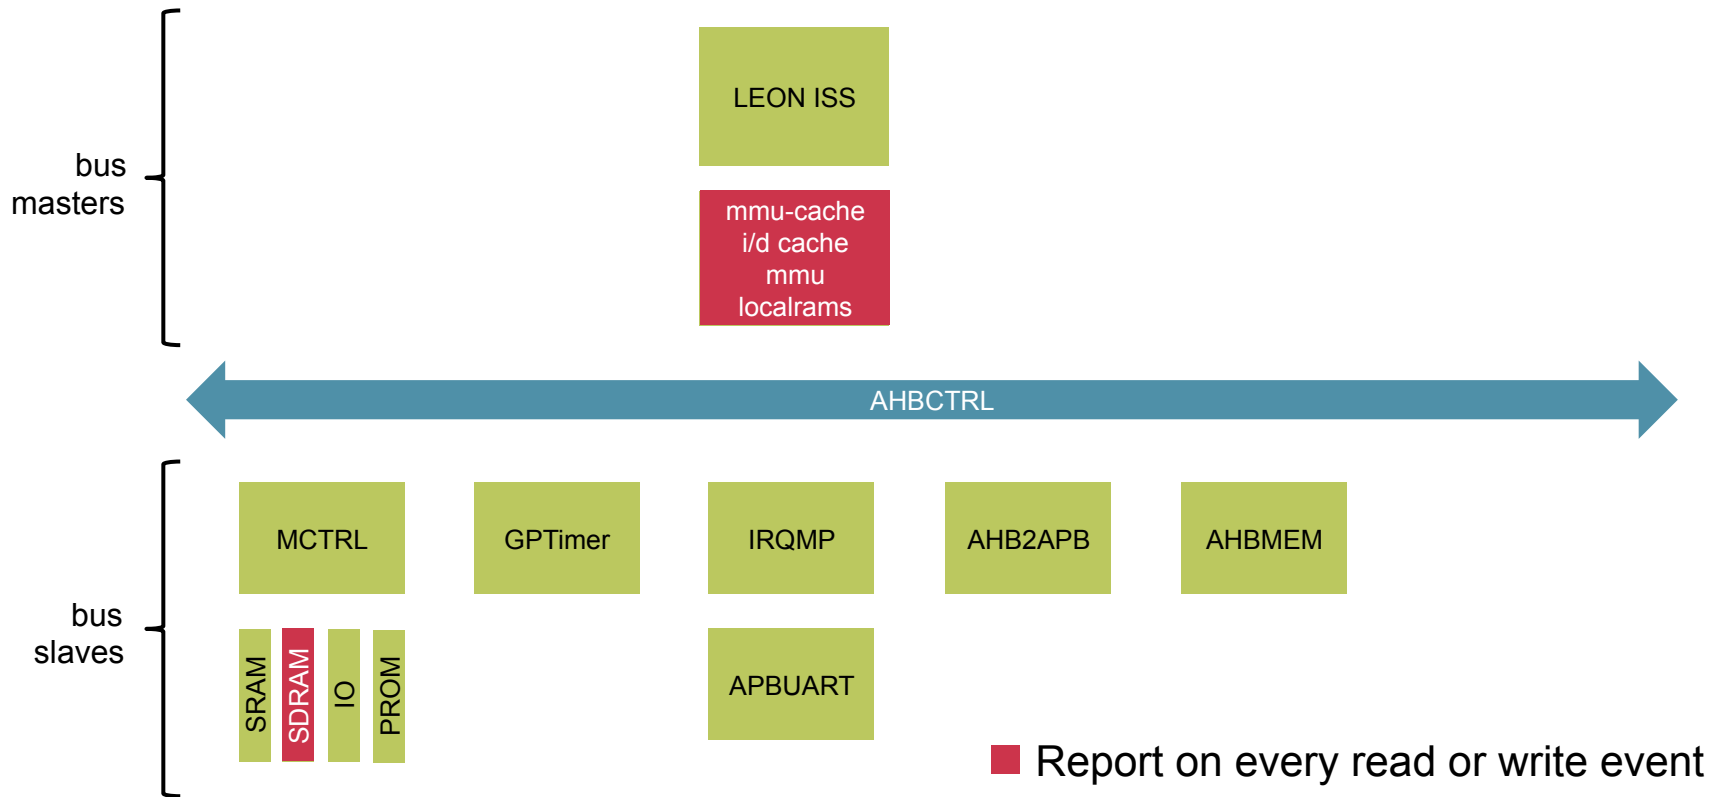 LEON ISS
bus
masters
mmu-cache
i/d cache
mmu
localrams
AHBCTRL
MCTRL
GPTimer
IRQMP
AHB2APB
AHBMEM
bus
slaves
SRAM
SDRAM
IO
PROM
APBUART
Report on every read or write event